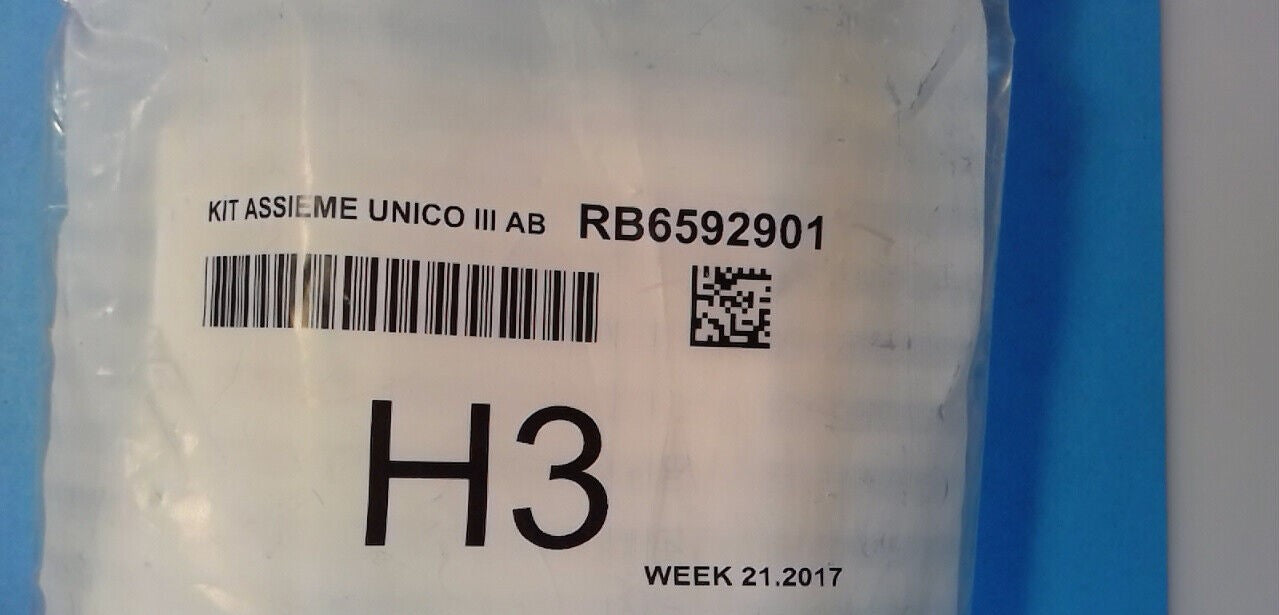 KIT ASSIEME UNICO III AB RB6592901
H3
WEEK 21.2017